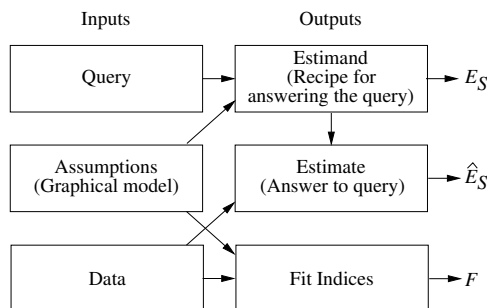 Inputs
Outputs
Query
Estimand
(Recipe for
answering the query)
E_S
Assumptions
(Graphical model)
Estimate
(Answer to query)
Ê_S
Data
Fit Indices
F